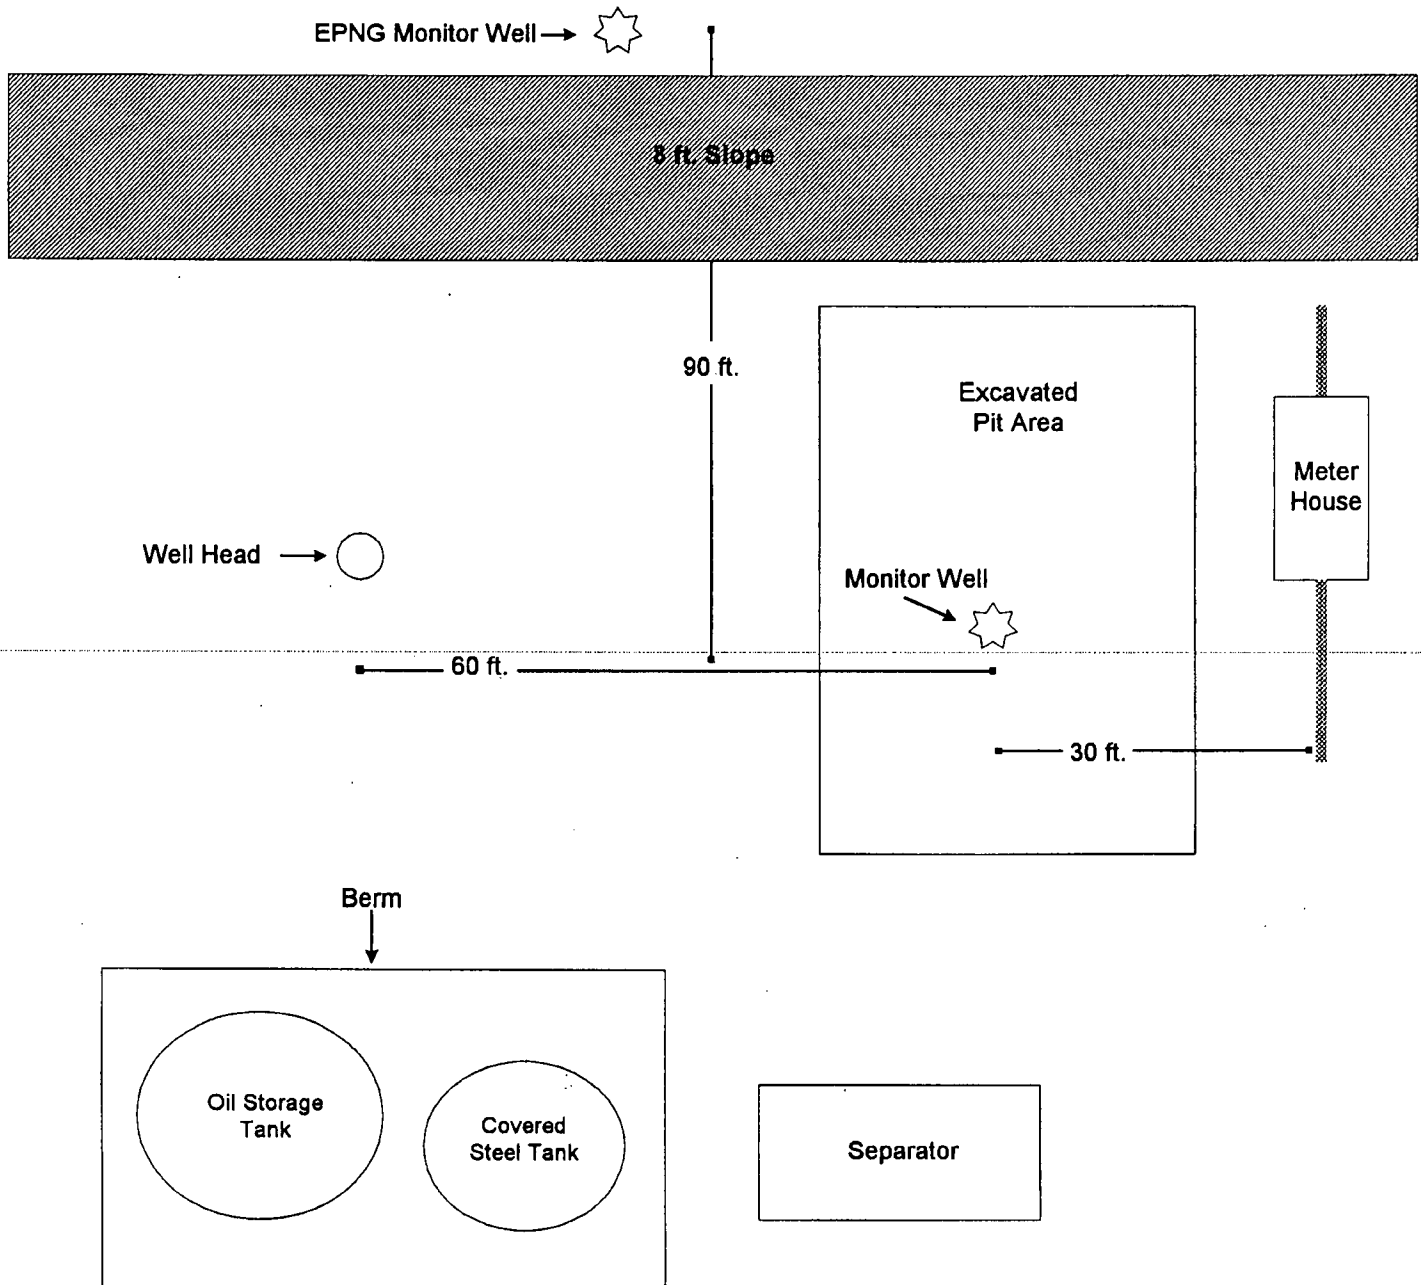 EPNG Monitor Well
8 ft. Slope
90 ft.
Excavated
Pit Area
Meter
House
Well Head
Monitor Well
60 ft.
30 ft.
Berm
Oil Storage
Tank
Covered
Steel Tank
Separator